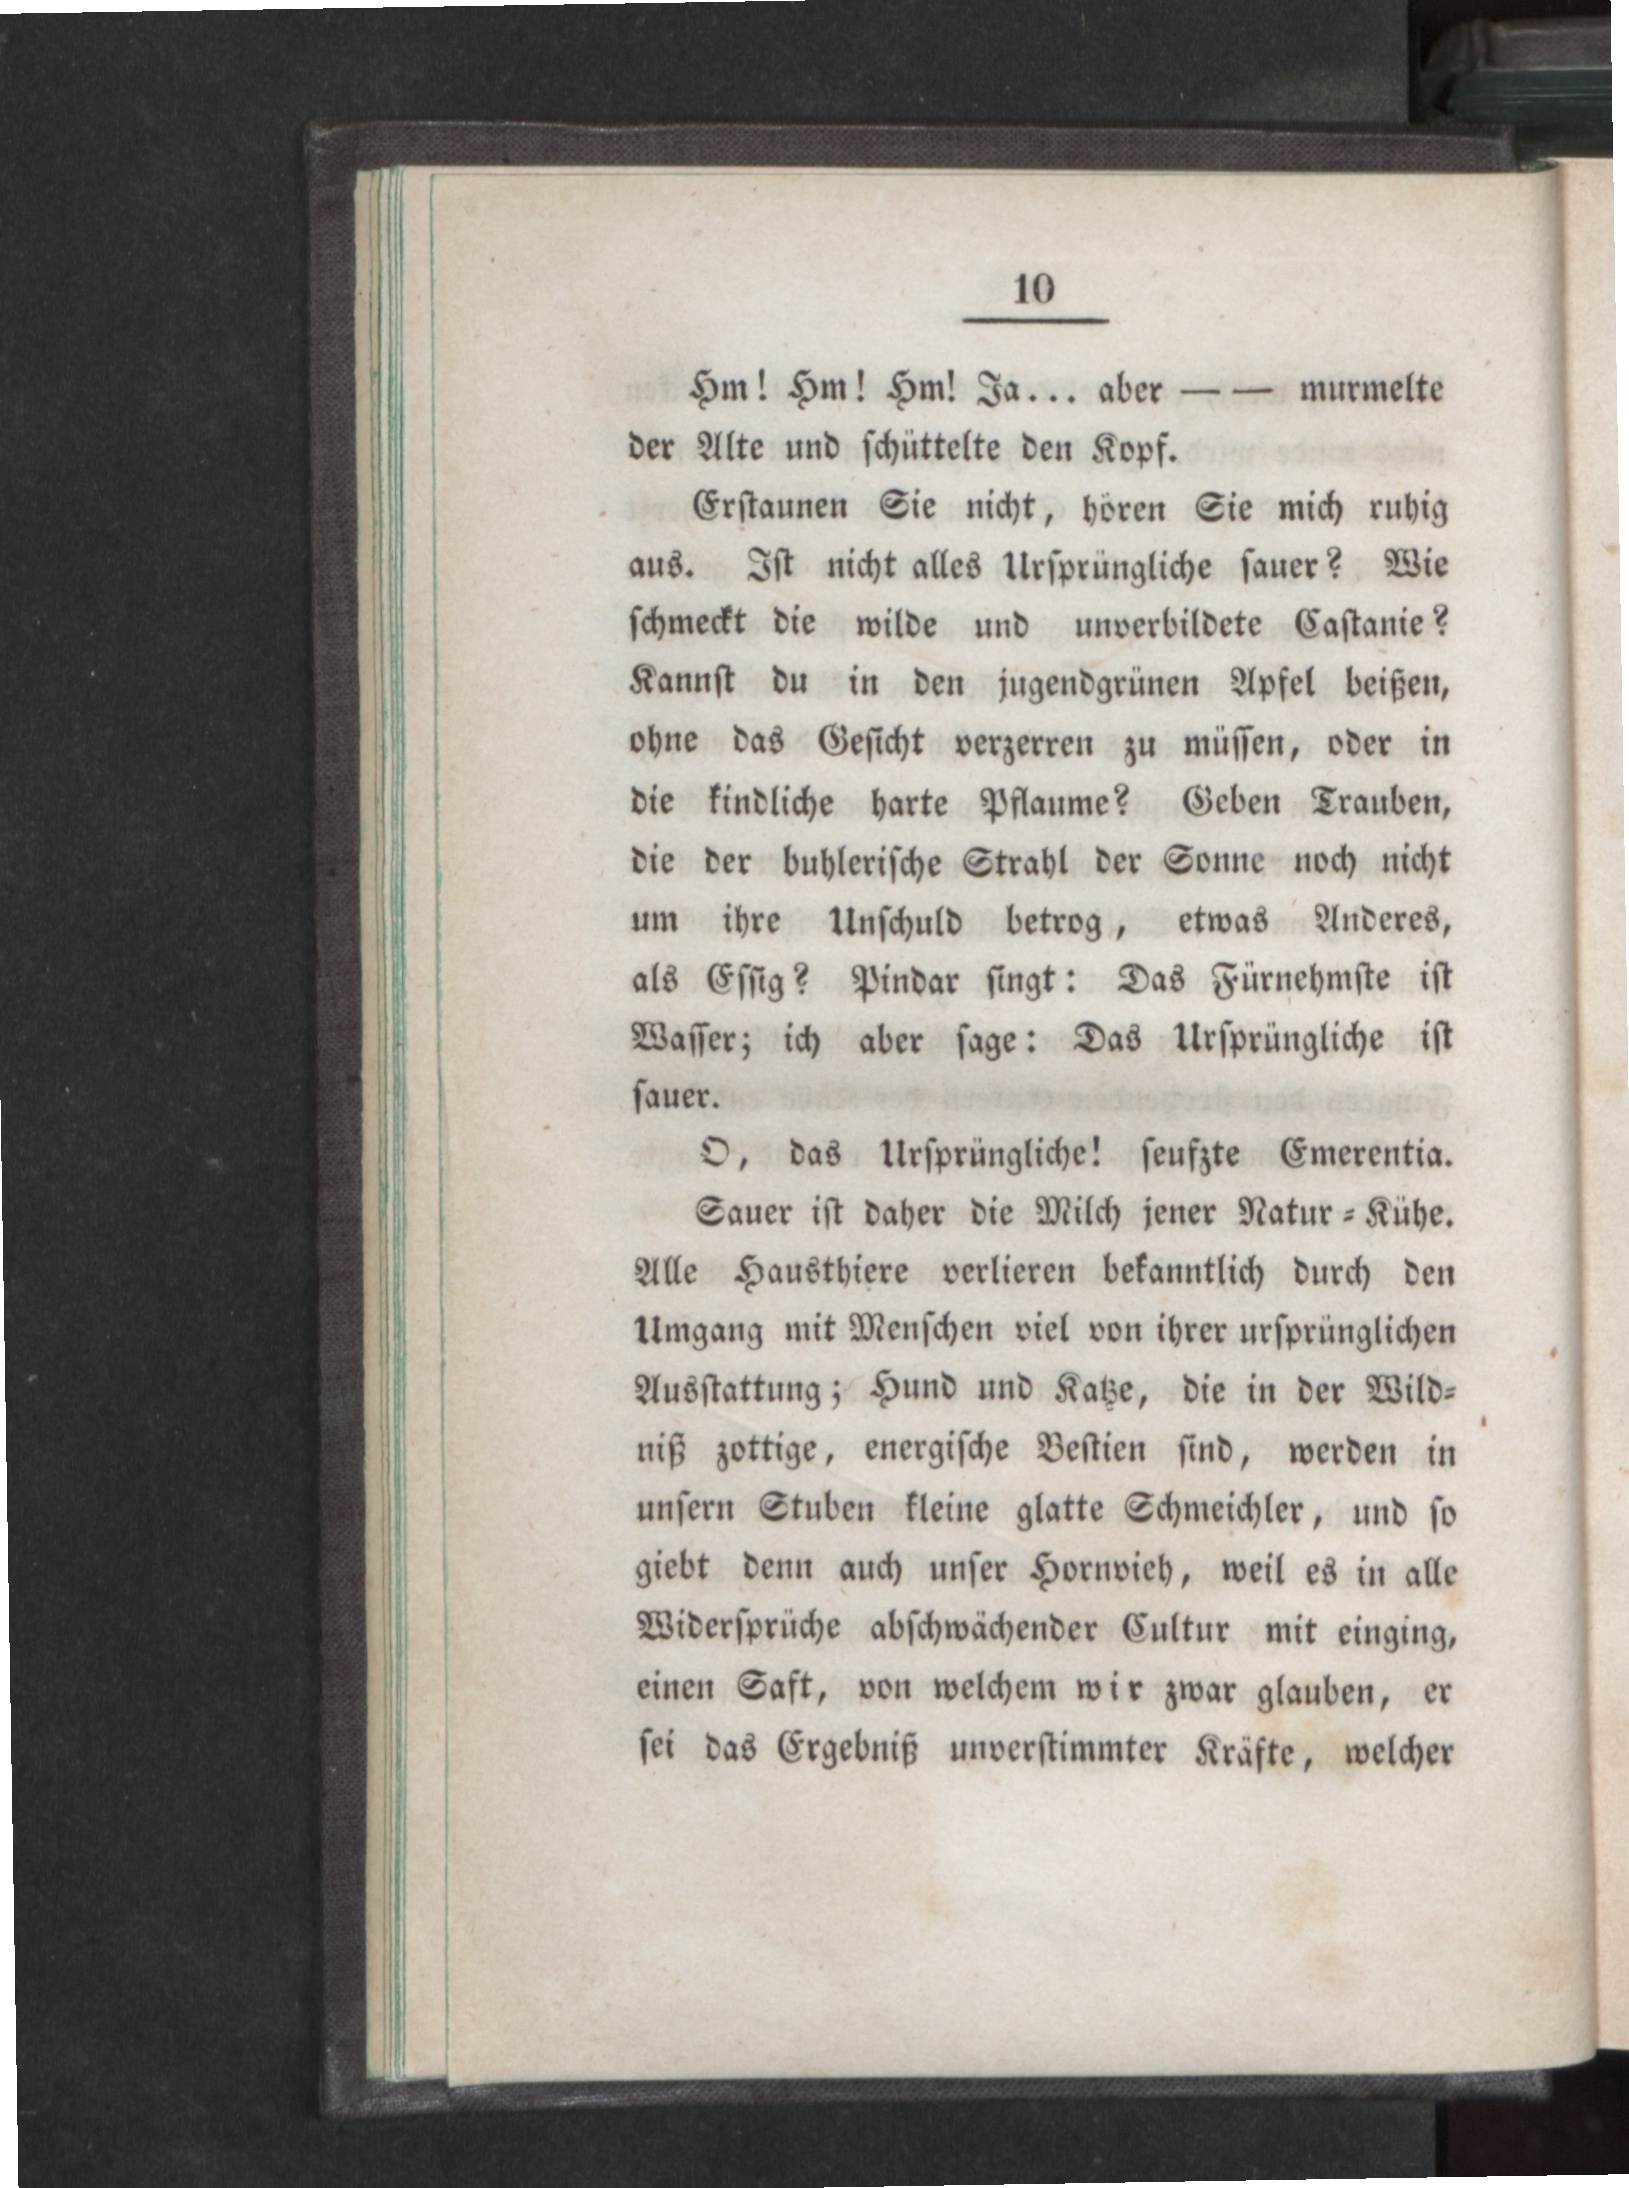 10
Hm! Hm! Hm! Ja... aber — — murmelte
der Alte und ſchüttelte den Kopf.
Erſtaunen Sie nicht, hören Sie mich ruhig
aus. Iſt nicht alles Urſprüngliche ſauer? Wie
ſchmeckt die wilde und unverbildete Caſtanie?
Kannſt du in den jugendgrünen Apfel beißen,
ohne das Geſicht verzerren zu müſſen, oder in
die kindliche harte Pflaume? Geben Trauben,
die der buhleriſche Strahl der Sonne noch nicht
um ihre Unſchuld betrog, etwas Anderes,
als Eſſig? Pindar ſingt: Das Fürnehmſte iſt
Waſſer; ich aber ſage: Das Urſprüngliche iſt
ſauer.
O, das Urſprüngliche! ſeufzte Emerentia.
Sauer iſt daher die Milch jener Natur-Kühe.
Alle Hausthiere verlieren bekanntlich durch den
Umgang mit Menſchen viel von ihrer urſprünglichen
Ausſtattung; Hund und Katze, die in der Wild-
niß zottige, energiſche Beſtien ſind, werden in
unſern Stuben kleine glatte Schmeichler, und ſo
giebt denn auch unſer Hornvieh, weil es in alle
Widerſprüche abſchwächender Cultur mit einging,
einen Saft, von welchem wir zwar glauben, er
ſei das Ergebniß unverſtimmter Kräfte, welcher